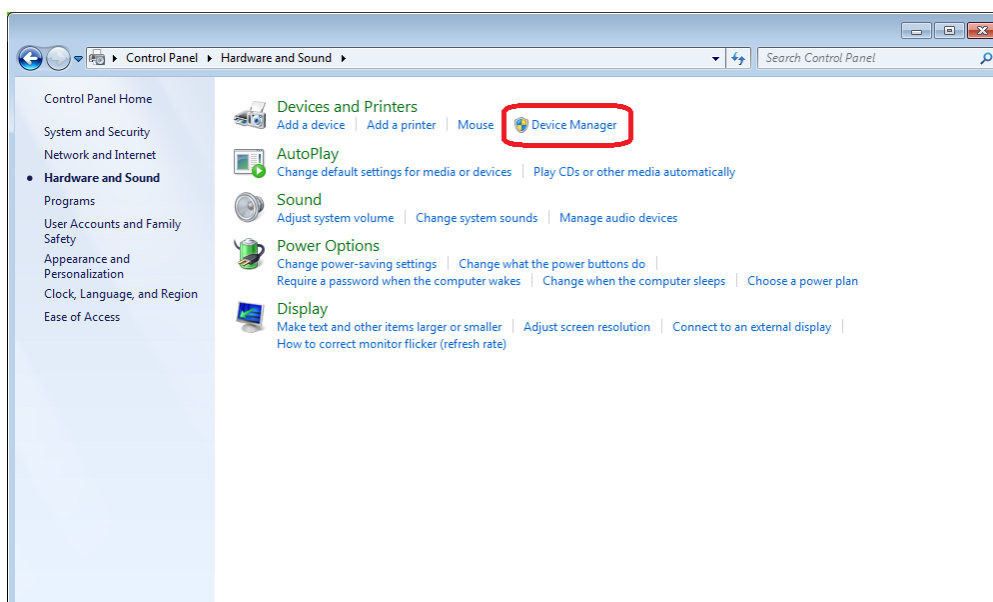 Control Panel Hardware and Sound Search Control Panel
Control Panel Home
System and Security
Network and Internet
Hardware and Sound
Programs
User Accounts and Family
Safety
Appearance and
Personalization
Clock, Language, and Region
Ease of Access
Devices and Printers
Add a device Add a printer Mouse Device Manager
AutoPlay
Change default settings for media or devices Play CDs or other media automatically
Sound
Adjust system volume Change system sounds Manage audio devices
Power Options
Change power-saving settings Change what the power buttons do
Require a password when the computer wakes Change when the computer sleeps Choose a power plan
Display
Make text and other items larger or smaller Adjust screen resolution Connect to an external display
How to correct monitor flicker (refresh rate)